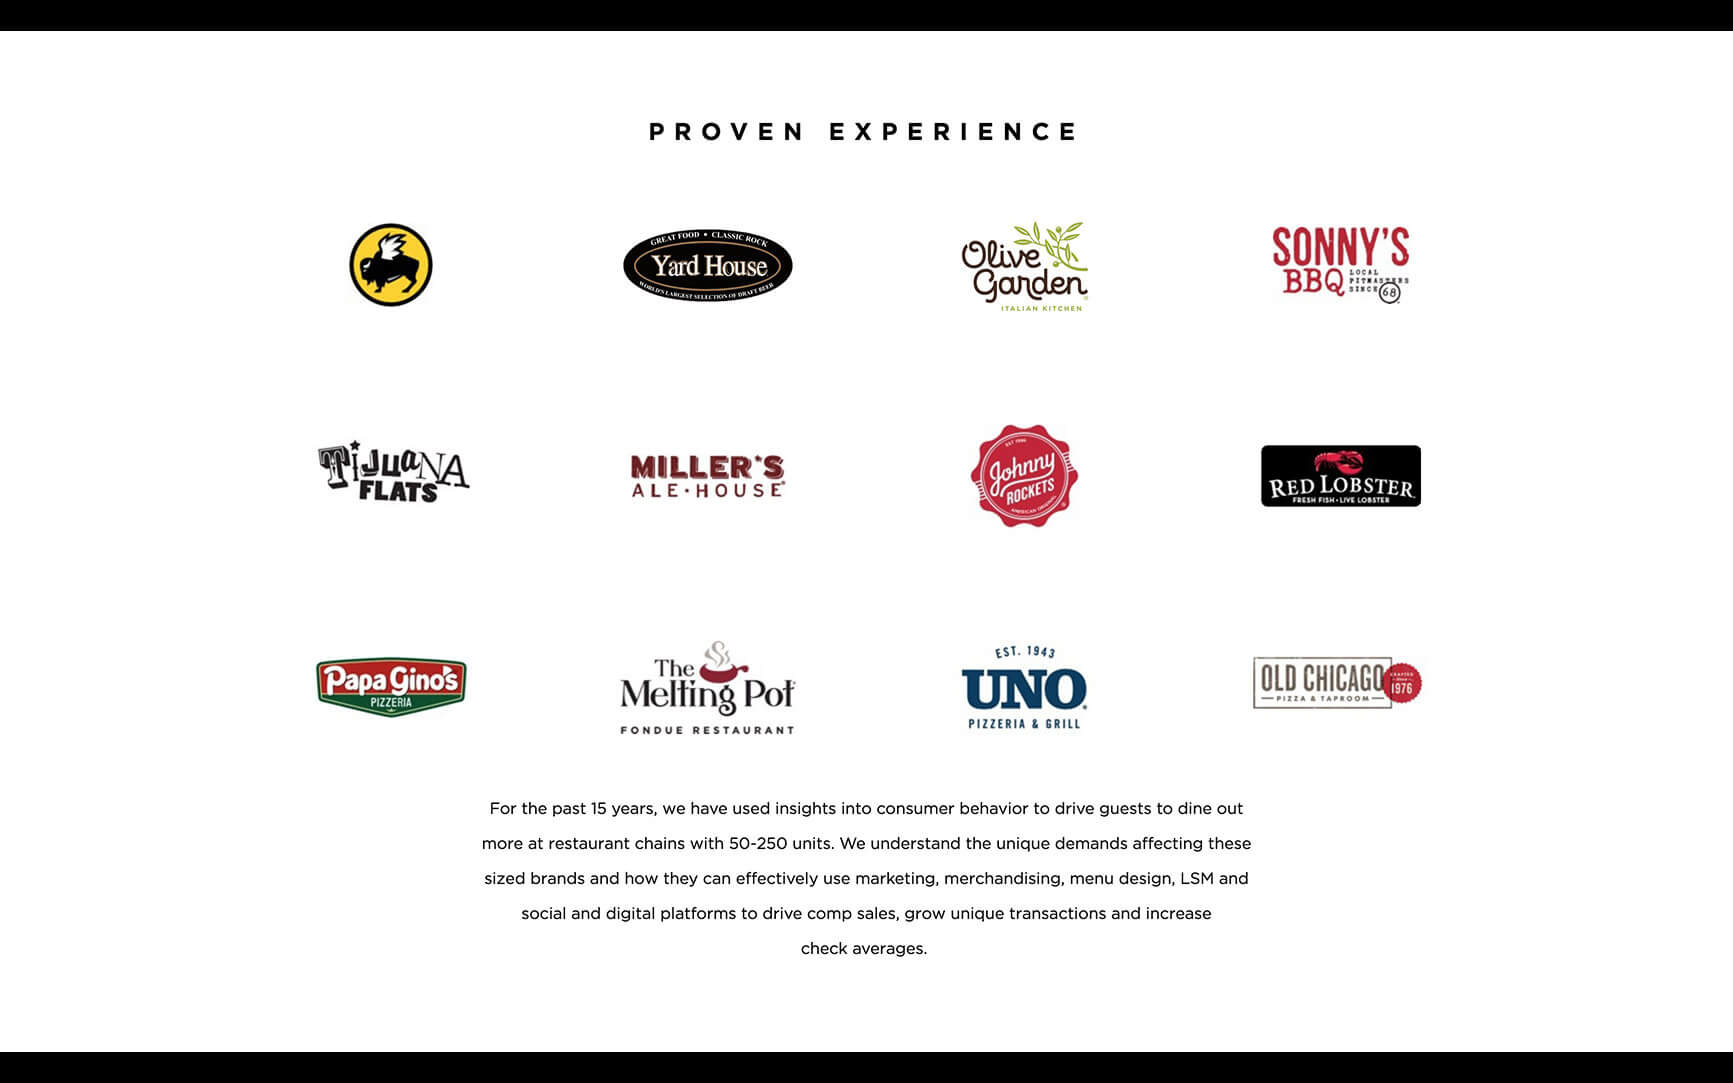 PROVEN EXPERIENCE
GREAT FOOD • CLASSIC ROCK
Yard House
WORLD'S LARGEST SELECTION OF DRAFT BEER
Olive
Garden
ITALIAN KITCHEN
SONNY'S
BBQ
LOCAL
PITMASTERS
SINCE 68
TIJUANA
FLATS
MILLER'S
ALE•HOUSE
Johnny
ROCKETS
AMERICAN ORIGINAL
RED LOBSTER
FRESH FISH • LIVE LOBSTER
Papa Gino's
PIZZERIA
The
Melting Pot
FONDUE RESTAURANT
EST. 1943
UNO
PIZZERIA & GRILL
OLD CHICAGO
PIZZA & TAPROOM
CRAFTED
SINCE
1976
For the past 15 years, we have used insights into consumer behavior to drive guests to dine out
more at restaurant chains with 50-250 units. We understand the unique demands affecting these
sized brands and how they can effectively use marketing, merchandising, menu design, LSM and
social and digital platforms to drive comp sales, grow unique transactions and increase
check averages.